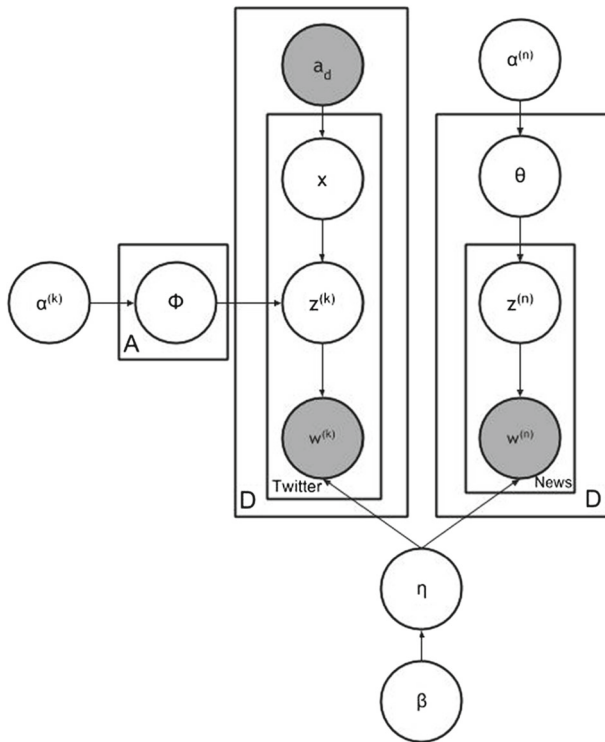 a_d
α^(n)
x
θ
α^(k)
Φ
z^(k)
z^(n)
A
w^(k)
w^(n)
Twitter
News
D
D
η
β